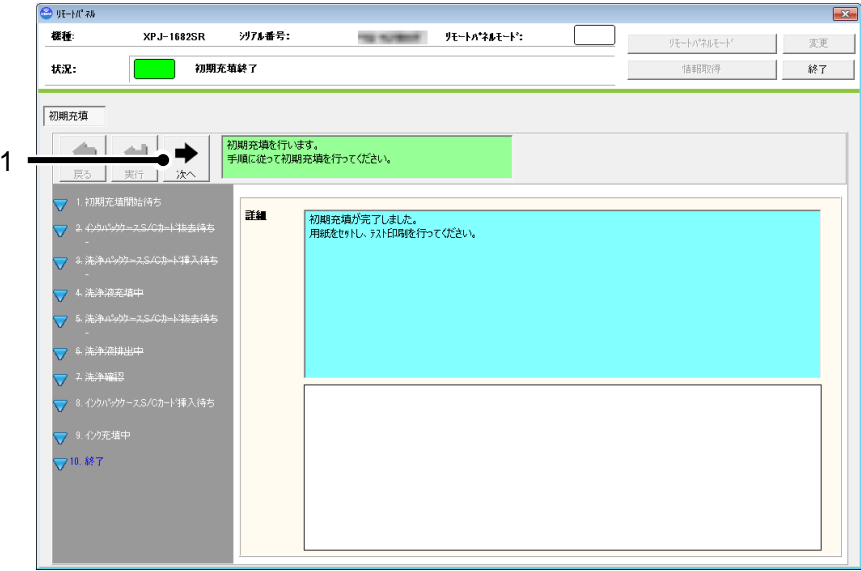 ﾘﾓｰﾄﾊﾟﾈﾙ
機種: XPJ-1682SR ｼﾘｱﾙ番号: ﾘﾓｰﾄﾊﾟﾈﾙﾓｰﾄﾞ:
ﾘﾓｰﾄﾊﾟﾈﾙﾓｰﾄﾞ 変更
状況: 初期充填終了
情報取得 終了
初期充填
1
戻る 実行 次へ
初期充填を行います。
手順に従って初期充填を行ってください。
1. 初期充填開始待ち
2. ｲﾝｸﾊﾟｯｸｹｰｽ,S/Cｶｰﾄﾞ抜去待ち
-
3. 洗浄ﾊﾟｯｸｹｰｽ,S/Cｶｰﾄﾞ挿入待ち
-
4. 洗浄液充填中
5. 洗浄ﾊﾟｯｸｹｰｽ,S/Cｶｰﾄﾞ抜去待ち
-
6. 洗浄液排出中
7. 洗浄確認
8. ｲﾝｸﾊﾟｯｸｹｰｽ,S/Cｶｰﾄﾞ挿入待ち
9. ｲﾝｸ充填中
10. 終了
詳細
初期充填が完了しました。
用紙をｾｯﾄし、ﾃｽﾄ印刷を行ってください。